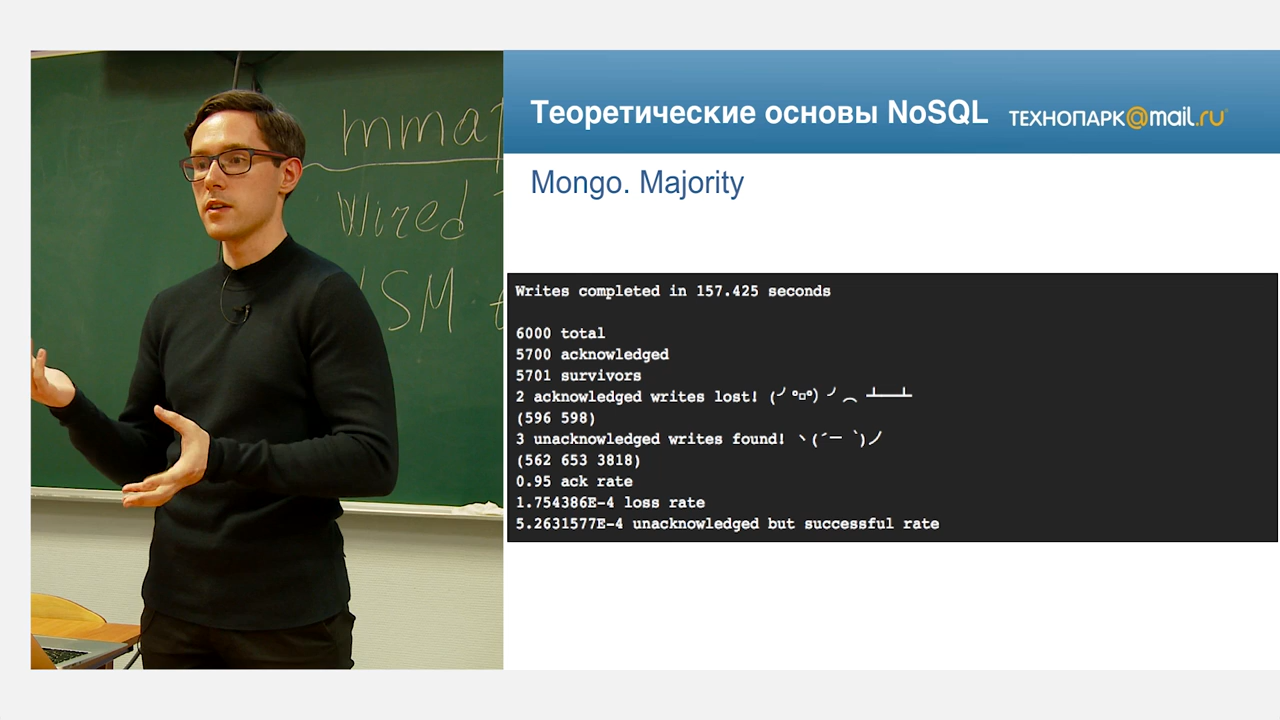 mma
Wired
LSM
Теоретические основы NoSQL
ТЕХНОПАРК@mail.ru
Mongo. Majority
Writes completed in 157.425 seconds
6000 total
5700 acknowledged
5701 survivors
2 acknowledged writes lost! (╯°□°)╯︵ ┻━┻
(596 598)
3 unacknowledged writes found! ヽ(´ー`)ノ
(562 653 3818)
0.95 ack rate
1.754386E-4 loss rate
5.2631577E-4 unacknowledged but successful rate